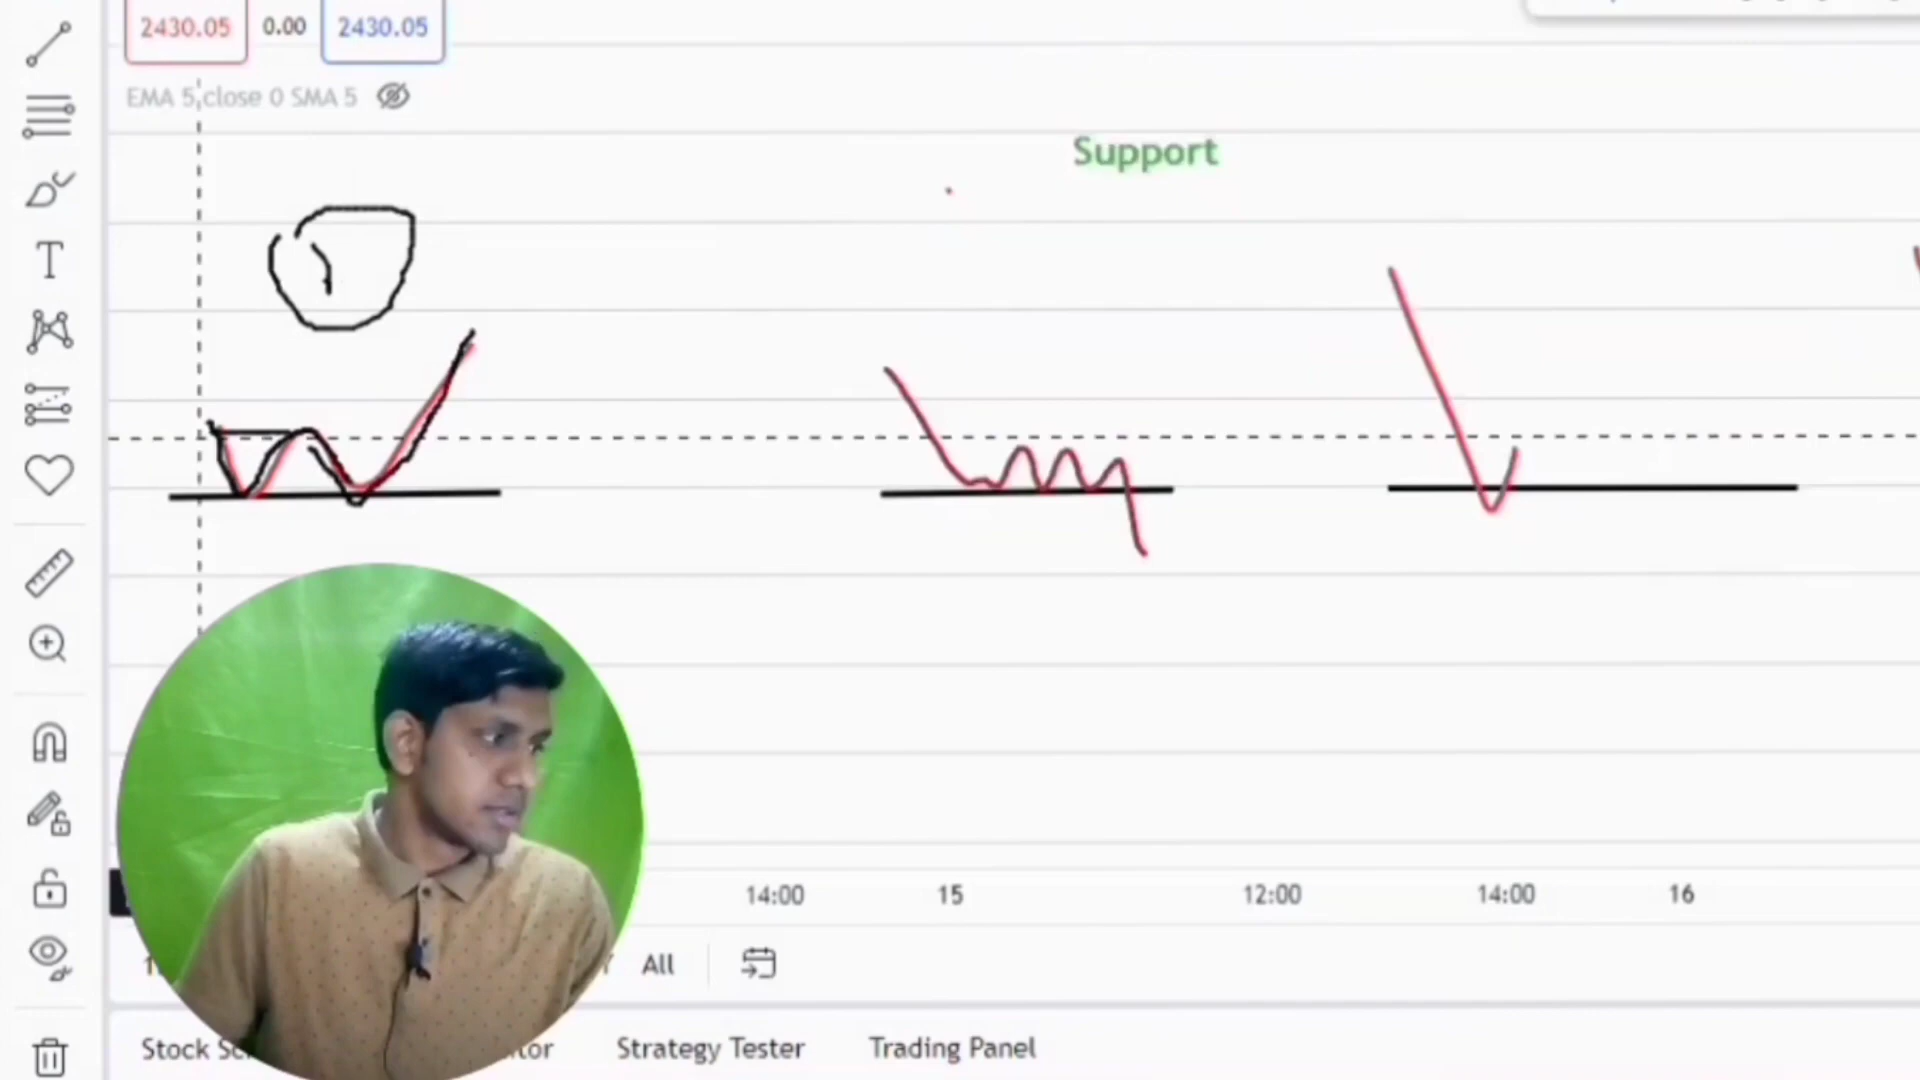 2430.05 0.00 2430.05
EMA 5 close 0 SMA 5
Support
14:00 15 12:00 14:00 16
All
Stock Strategy Tester Trading Panel